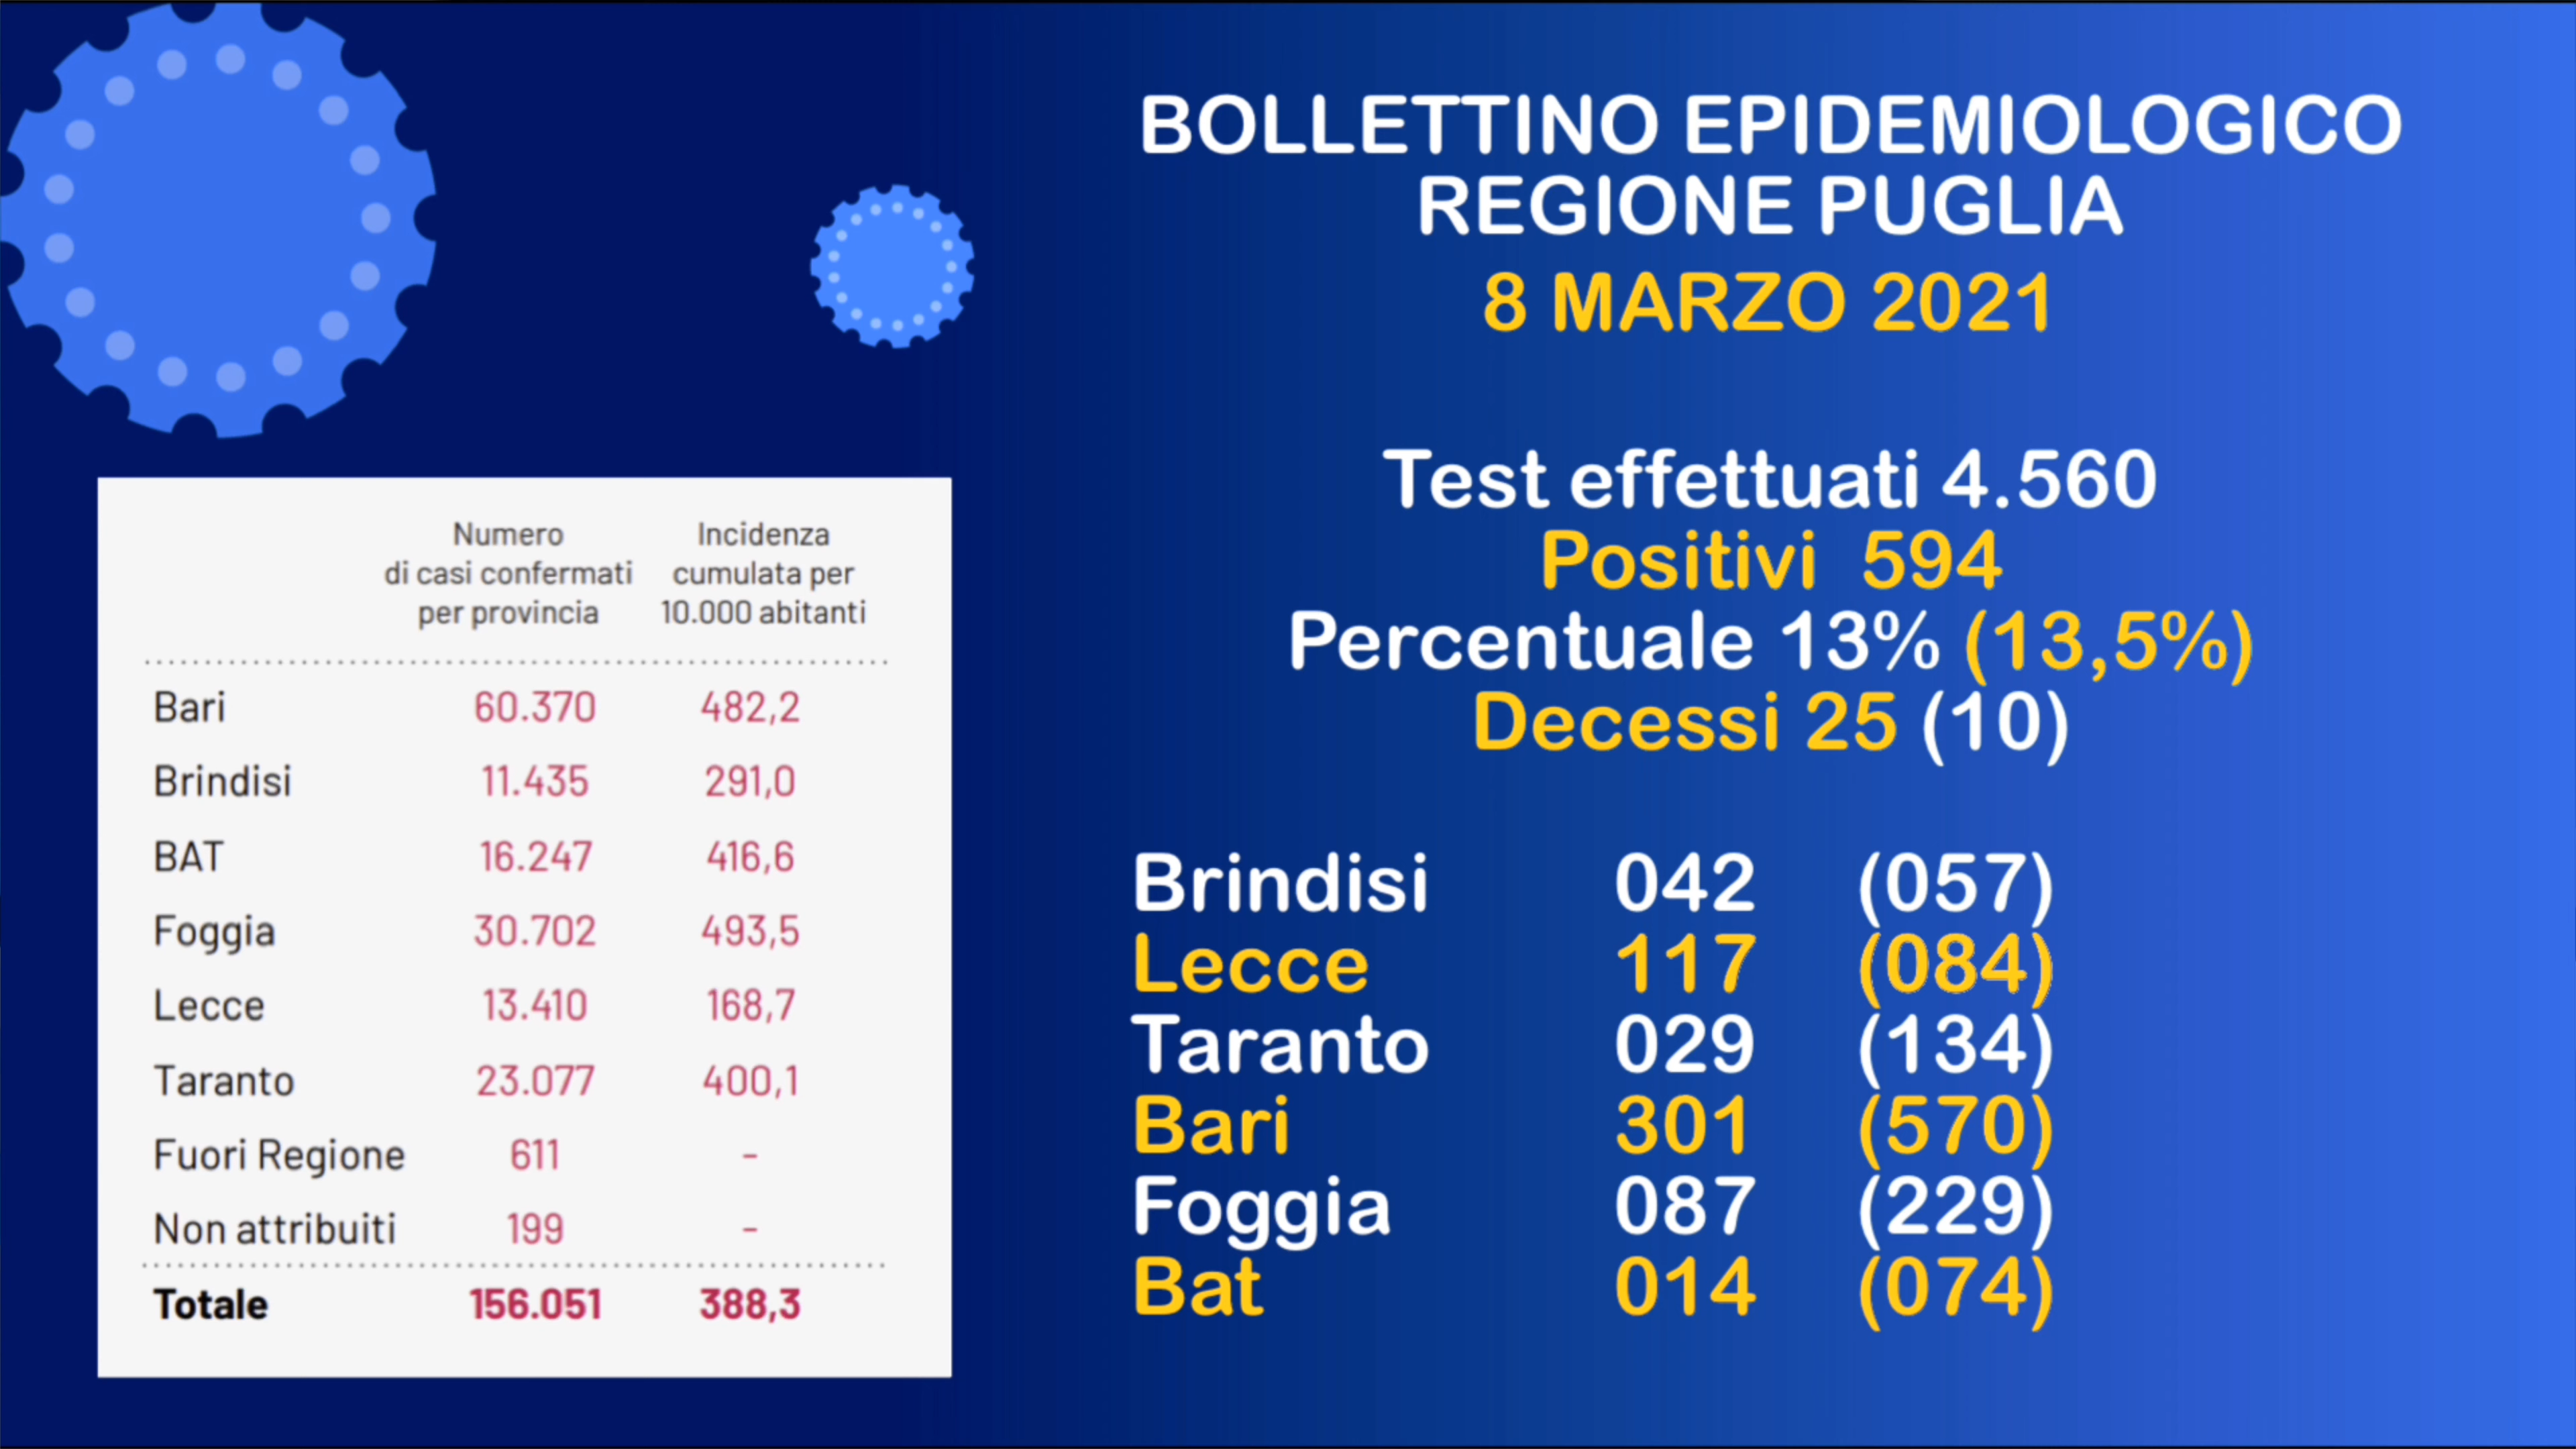 BOLLETTINO EPIDEMIOLOGICO
REGIONE PUGLIA
8 MARZO 2021
Test effettuati 4.560
Positivi 594
Percentuale 13% (13,5%)
Decessi 25 (10)
Brindisi 042 (057)
Lecce 117 (084)
Taranto 029 (134)
Bari 301 (570)
Foggia 087 (229)
Bat 014 (074)
Numero Incidenza
di casi confermati cumulata per
per provincia 10.000 abitanti
Bari 60.370 482,2
Brindisi 11.435 291,0
BAT 16.247 416,6
Foggia 30.702 493,5
Lecce 13.410 168,7
Taranto 23.077 400,1
Fuori Regione 611 -
Non attribuiti 199 -
Totale 156.051 388,3